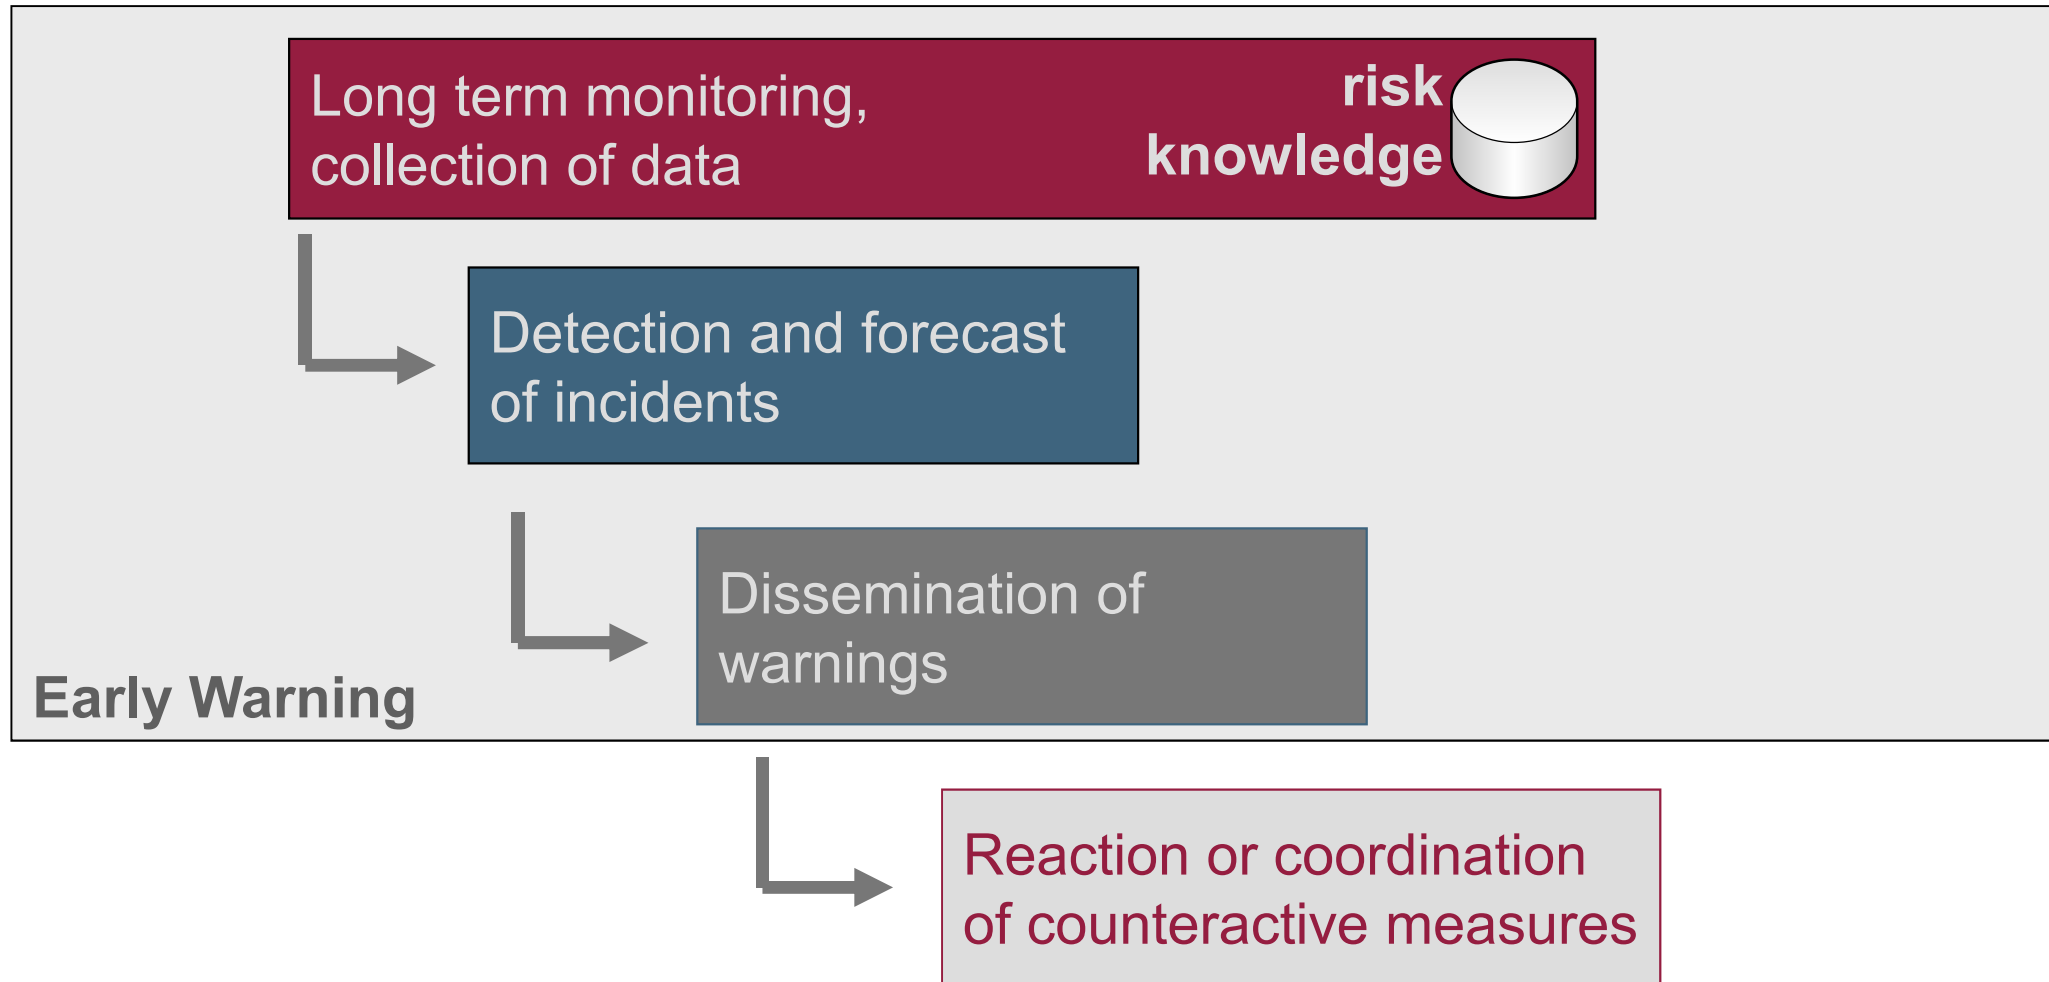 Long term monitoring,
collection of data
risk
knowledge
Detection and forecast
of incidents
Dissemination of
warnings
Early Warning
Reaction or coordination
of counteractive measures